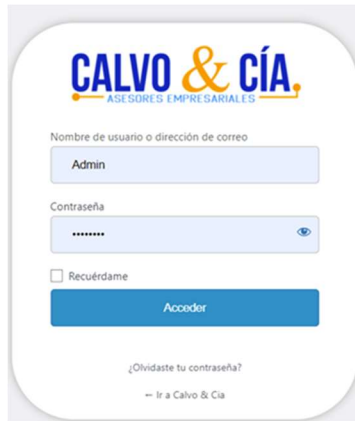 CALVO & CÍA.
ASESORES EMPRESARIALES
Nombre de usuario o dirección de correo
Admin
Contraseña
••••••••
Recuérdame
Acceder
¿Olvidaste tu contraseña?
← Ir a Calvo & Cia